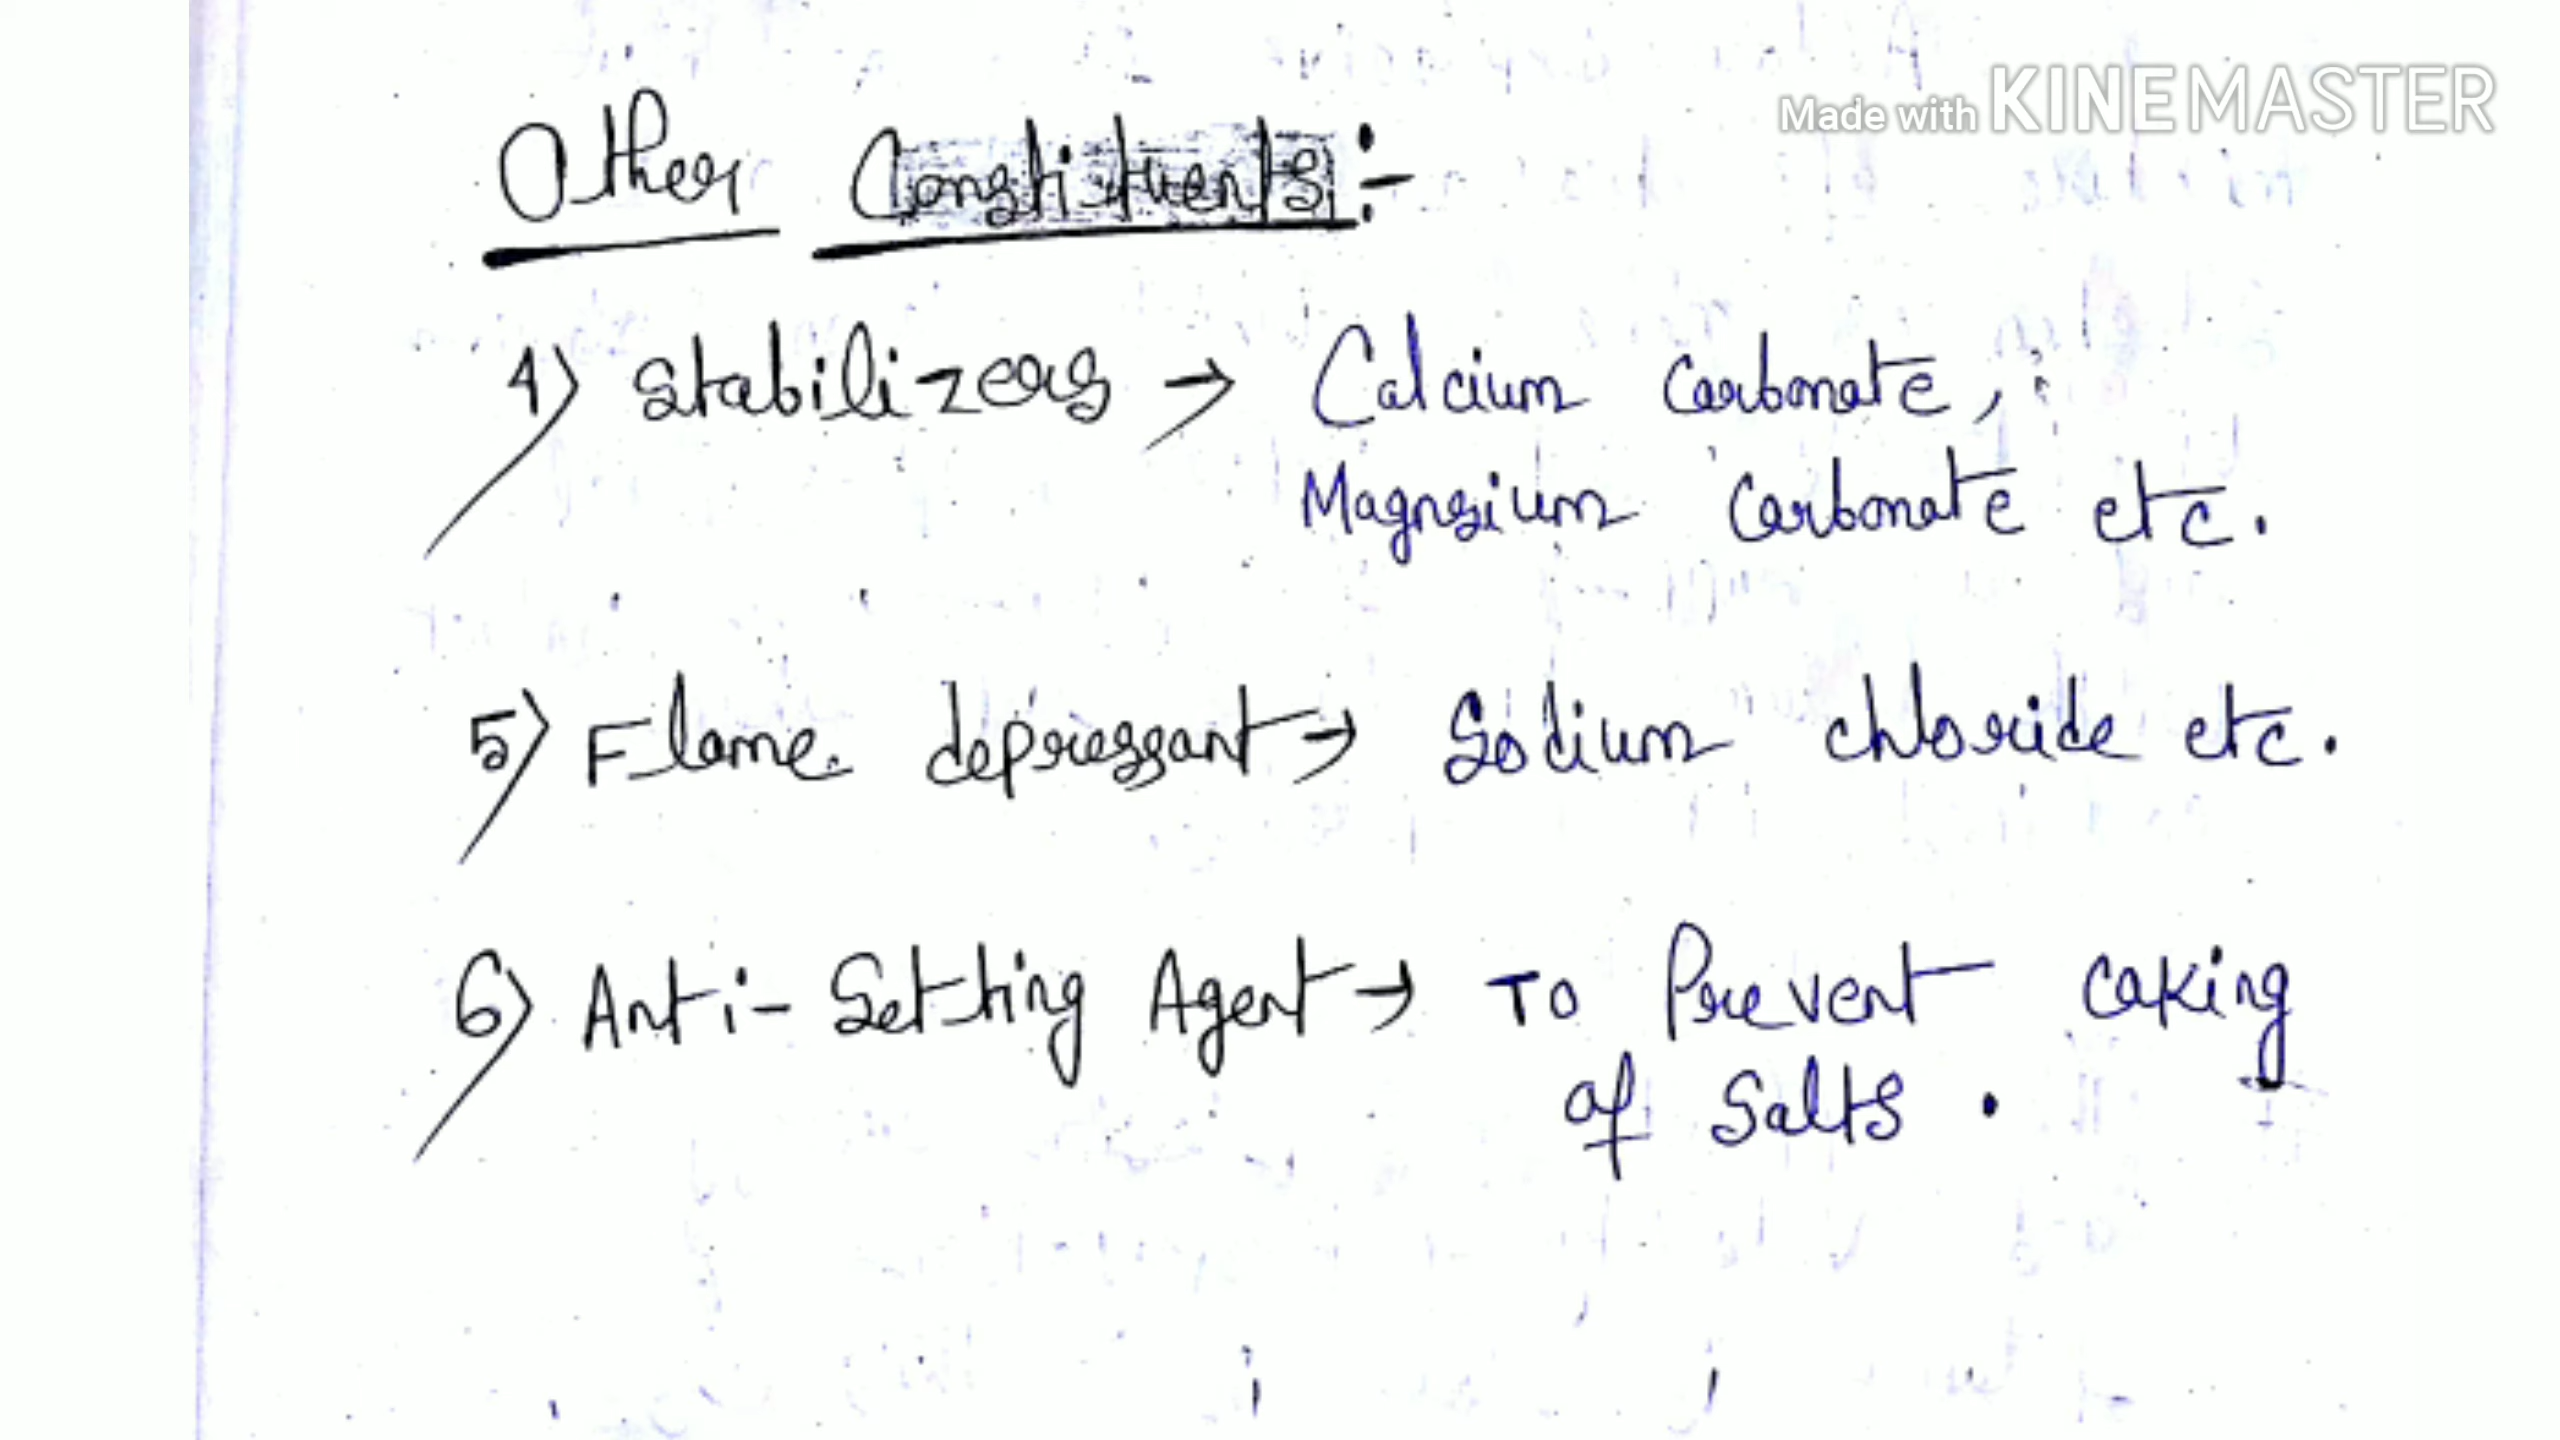 Made with KINEMASTER
Other Constituents:-
4) Stabilizers → Calcium Carbonate,
Magnsium Carbonate etc.
5) Flame depressant → Sodium chloride etc.
6) Anti-Setting Agent → To Prevent caking
of Salts.